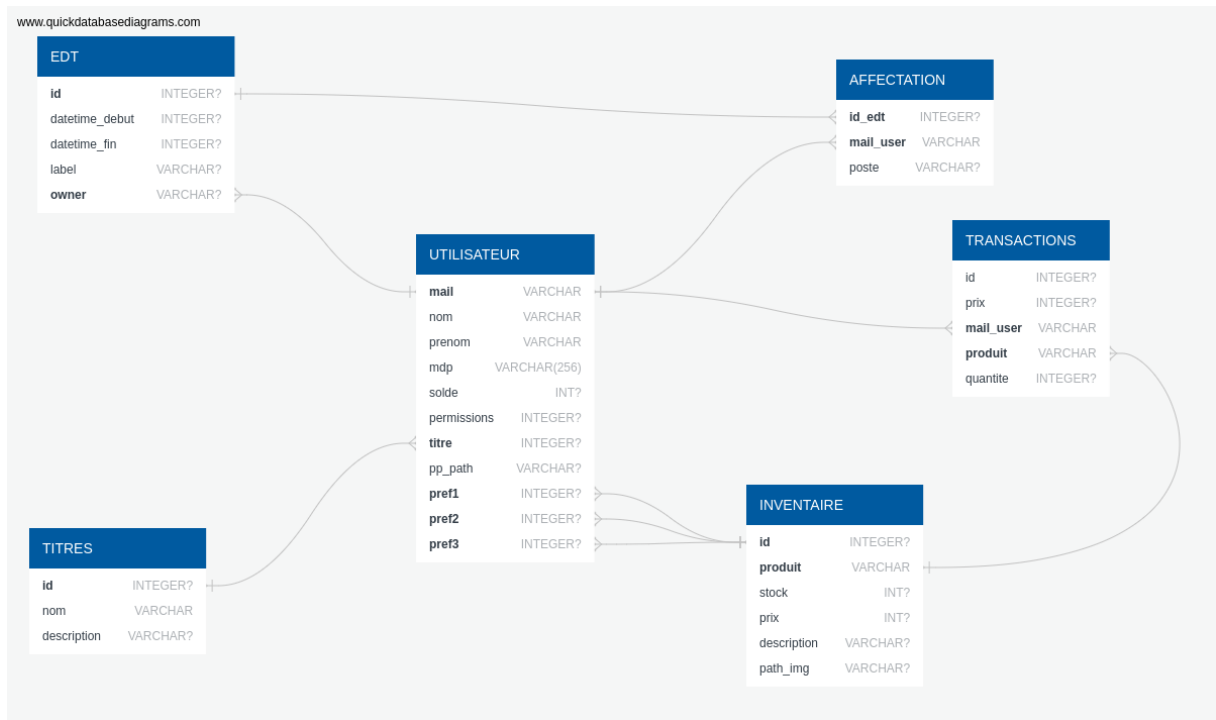 www.quickdatabasediagrams.com
EDT
id INTEGER?
datetime_debut INTEGER?
datetime_fin INTEGER?
label VARCHAR?
owner VARCHAR?
AFFECTATION
id_edt INTEGER?
mail_user VARCHAR
poste VARCHAR?
UTILISATEUR
mail VARCHAR
nom VARCHAR
prenom VARCHAR
mdp VARCHAR(256)
solde INT?
permissions INTEGER?
titre INTEGER?
pp_path VARCHAR?
pref1 INTEGER?
pref2 INTEGER?
pref3 INTEGER?
TRANSACTIONS
id INTEGER?
prix INTEGER?
mail_user VARCHAR
produit VARCHAR
quantite INTEGER?
TITRES
id INTEGER?
nom VARCHAR
description VARCHAR?
INVENTAIRE
id INTEGER?
produit VARCHAR
stock INT?
prix INT?
description VARCHAR?
path_img VARCHAR?